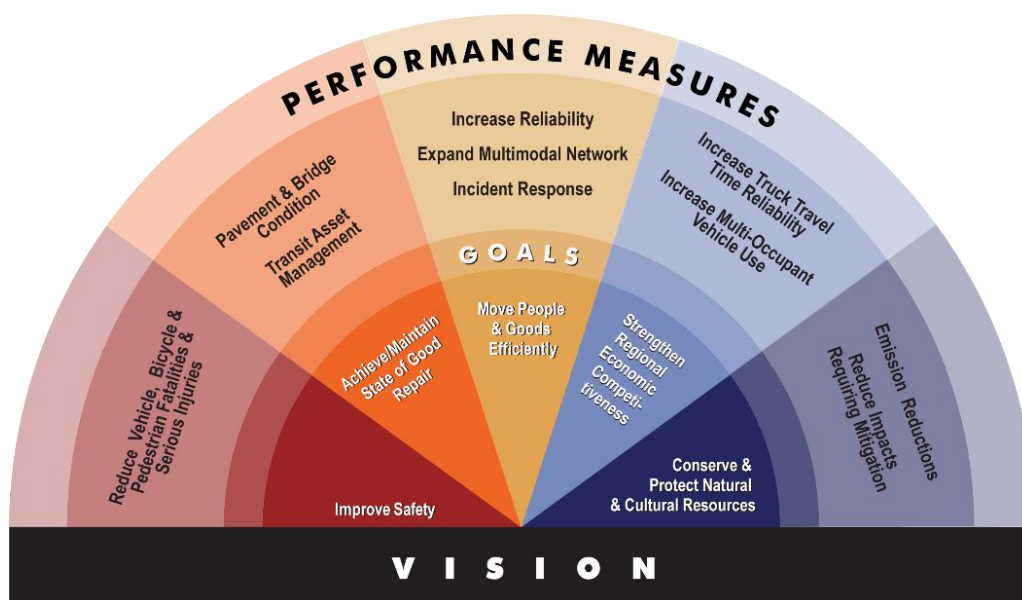 PERFORMANCE MEASURES
Reduce Vehicle, Bicycle &
Pedestrian Fatalities &
Serious Injuries
Pavement & Bridge
Condition
Transit Asset
Management
Increase Reliability
Expand Multimodal Network
Incident Response
Increase Truck Travel
Time Reliability
Increase Multi-Occupant
Vehicle Use
Emission Reductions
Reduce Impacts
Requiring Mitigation
GOALS
Improve Safety
Achieve/Maintain
State of Good
Repair
Move People
& Goods
Efficiently
Strengthen
Regional
Economic
Competi-
tiveness
Conserve &
Protect Natural
& Cultural Resources
VISION